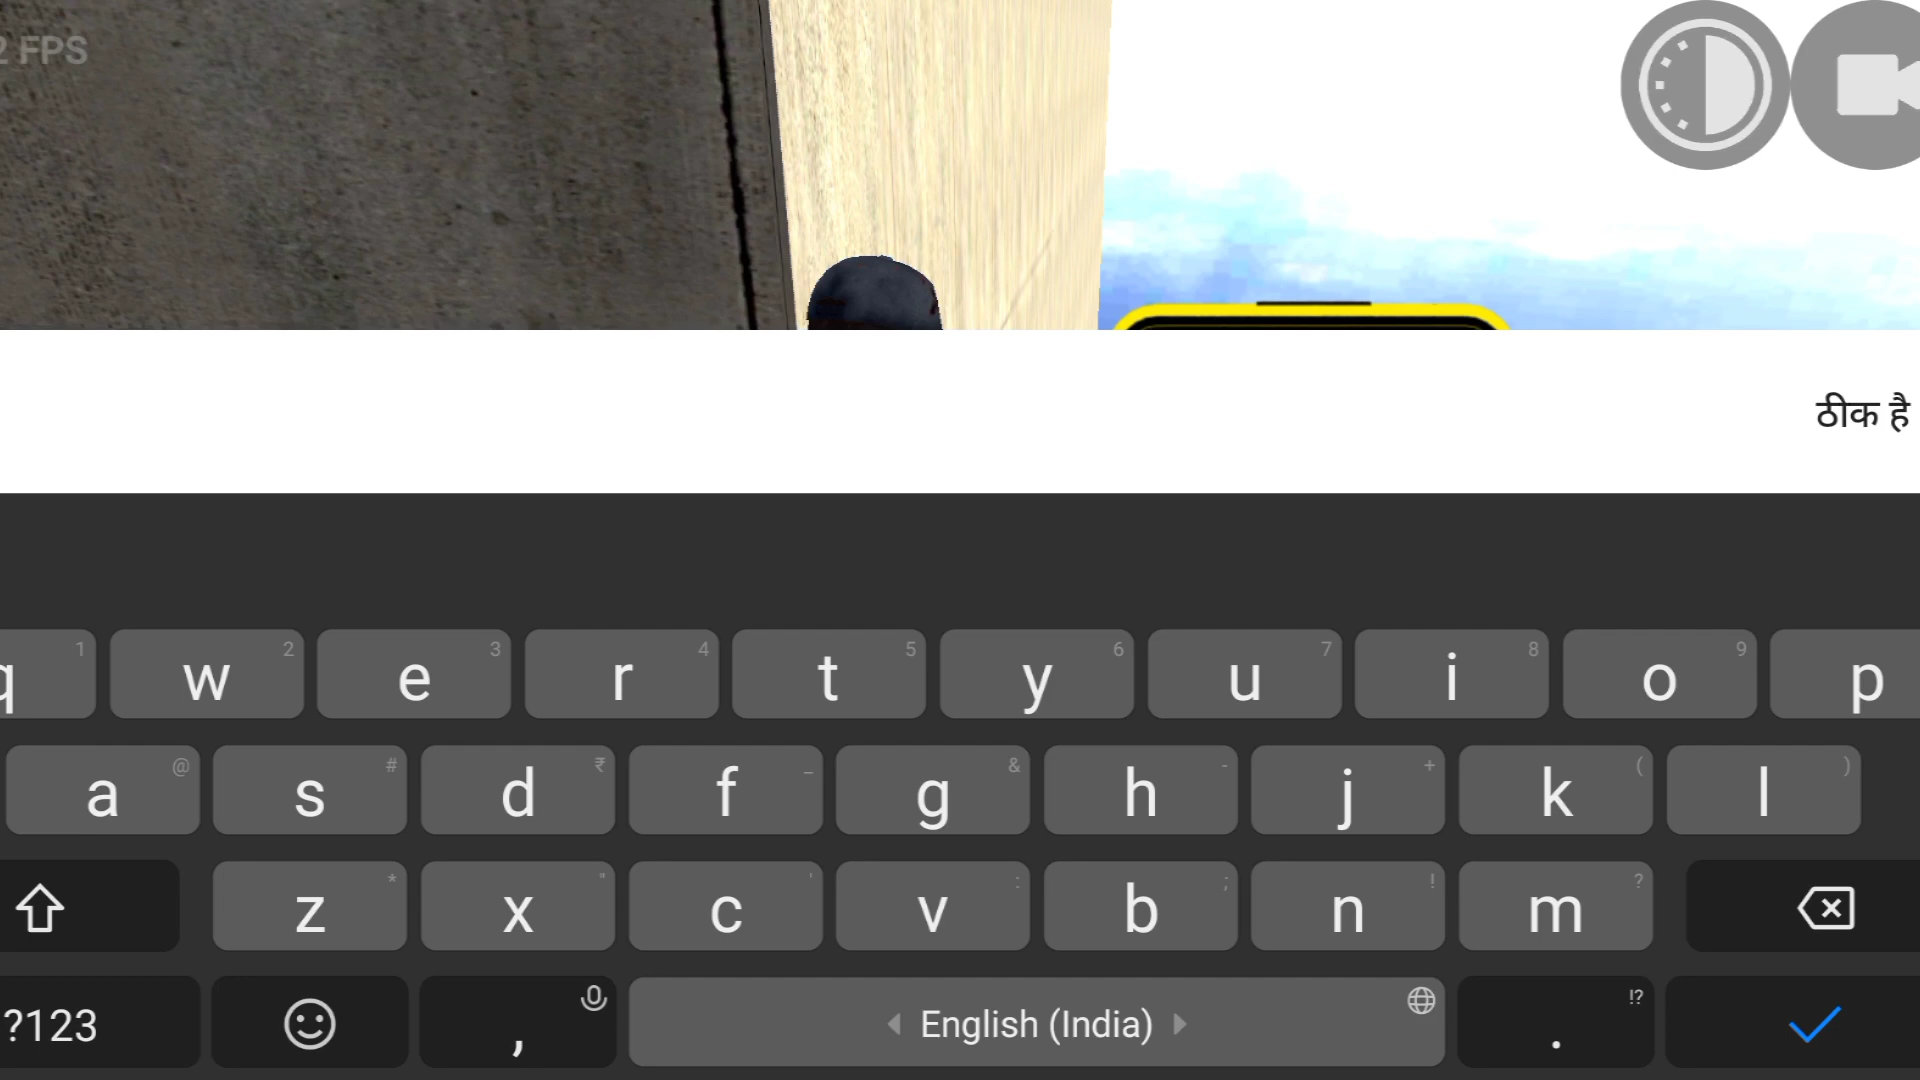 2 FPS
ठीक है
q 1 w 2 e 3 r 4 t 5 y 6 u 7 i 8 o 9 p
a @ s # d ₹ f _ g & h - j + k ( l )
z * x " c ' v : b ; n ! m ?
?123 , English (India) . !?